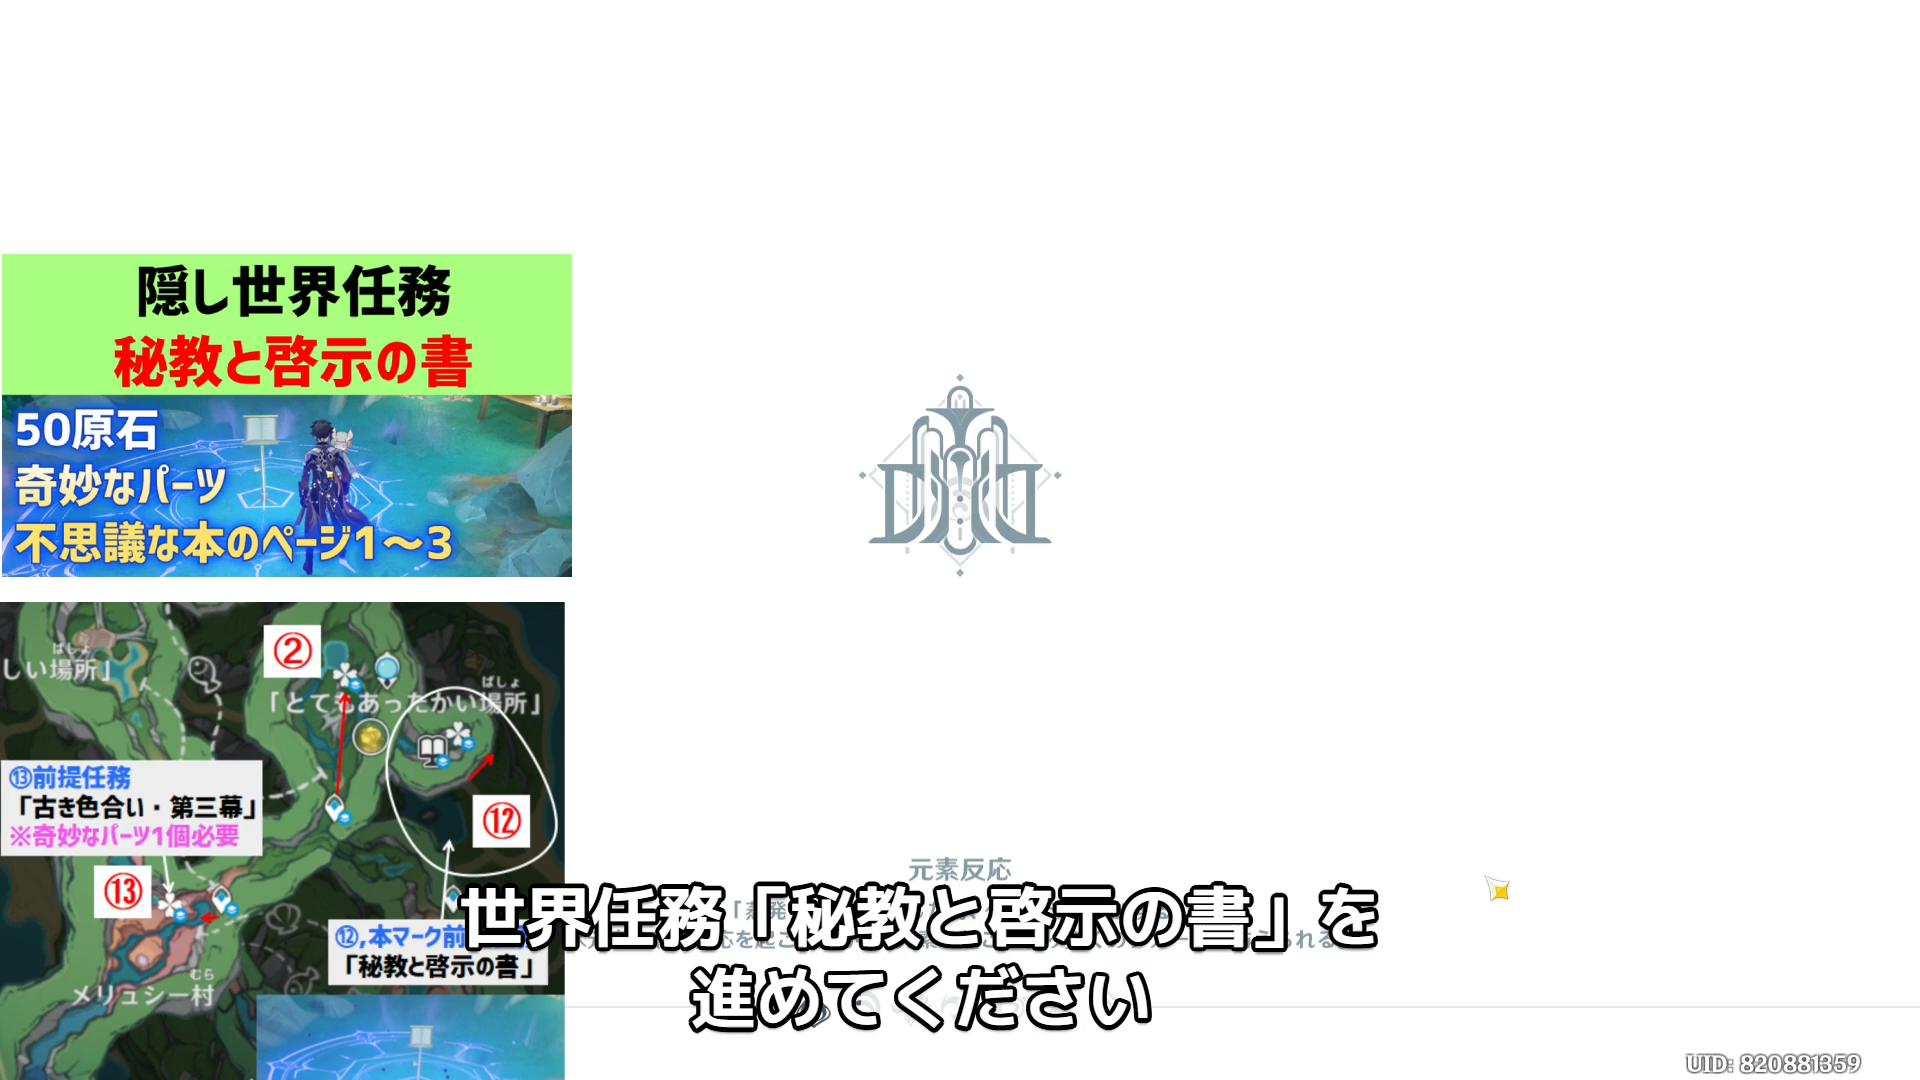 隠し世界任務
秘教と啓示の書
50原石
奇妙なパーツ
不思議な本のページ1～3
②
ばしょ
しい場所」
ばしょ
「とてもあったかい場所」
⑬前提任務
「古き色合い・第三幕」
※奇妙なパーツ1個必要
⑫
⑬
⑫,本マーク前
「秘教と啓示の書」
むら
メリュシー村
元素反応
世界任務「秘教と啓示の書」を
進めてください
UID: 820881359